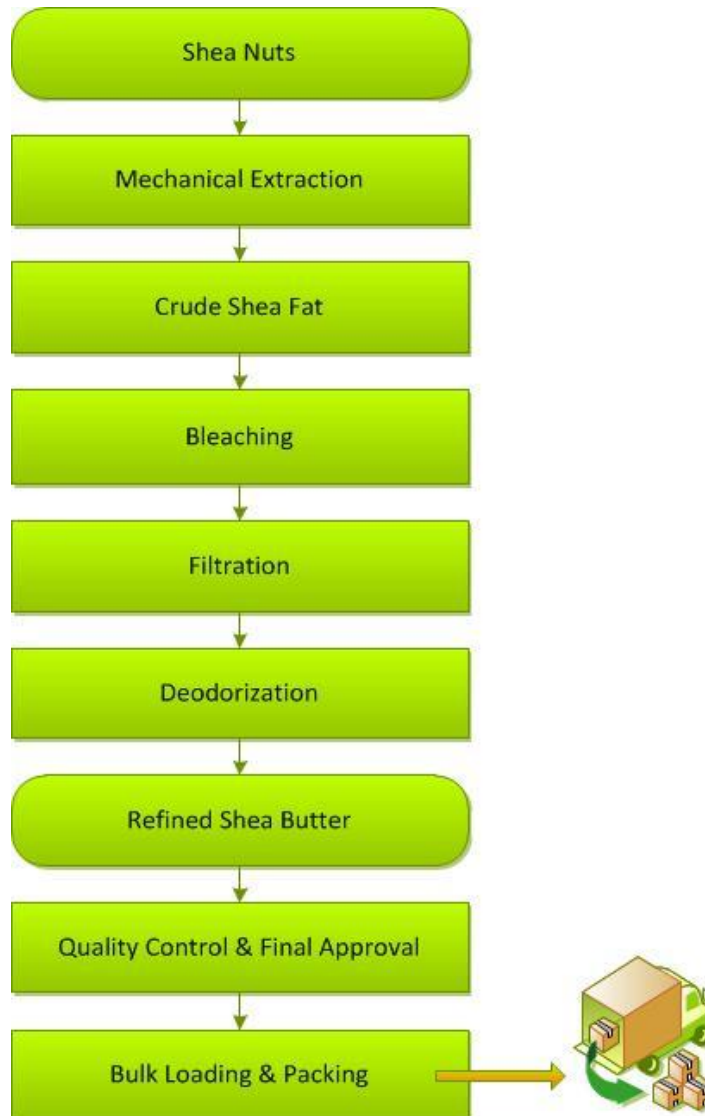 Shea Nuts
Mechanical Extraction
Crude Shea Fat
Bleaching
Filtration
Deodorization
Refined Shea Butter
Quality Control & Final Approval
Bulk Loading & Packing